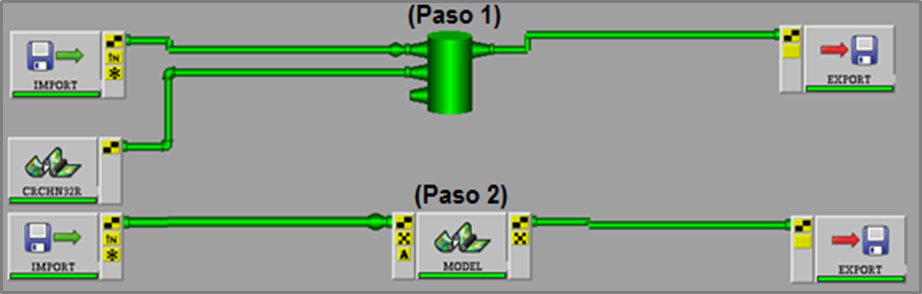 (Paso 1)
IMPORT
EXPORT
CRCHN32R
(Paso 2)
IMPORT
A
MODEL
EXPORT